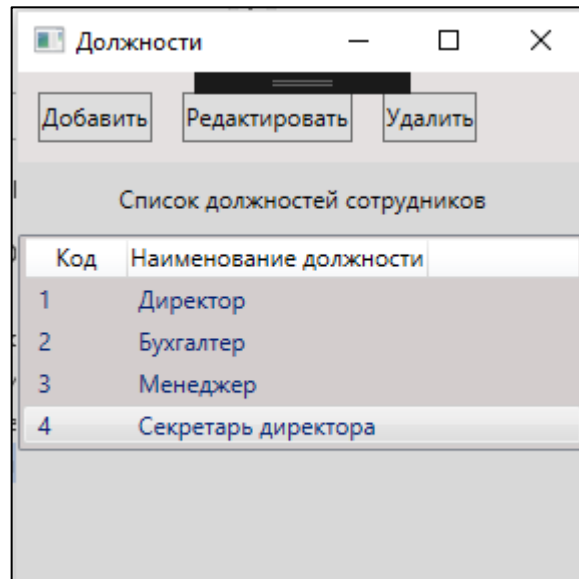 Должности
Добавить Редактировать Удалить
Список должностей сотрудников
Код Наименование должности
1 Директор
2 Бухгалтер
3 Менеджер
4 Секретарь директора